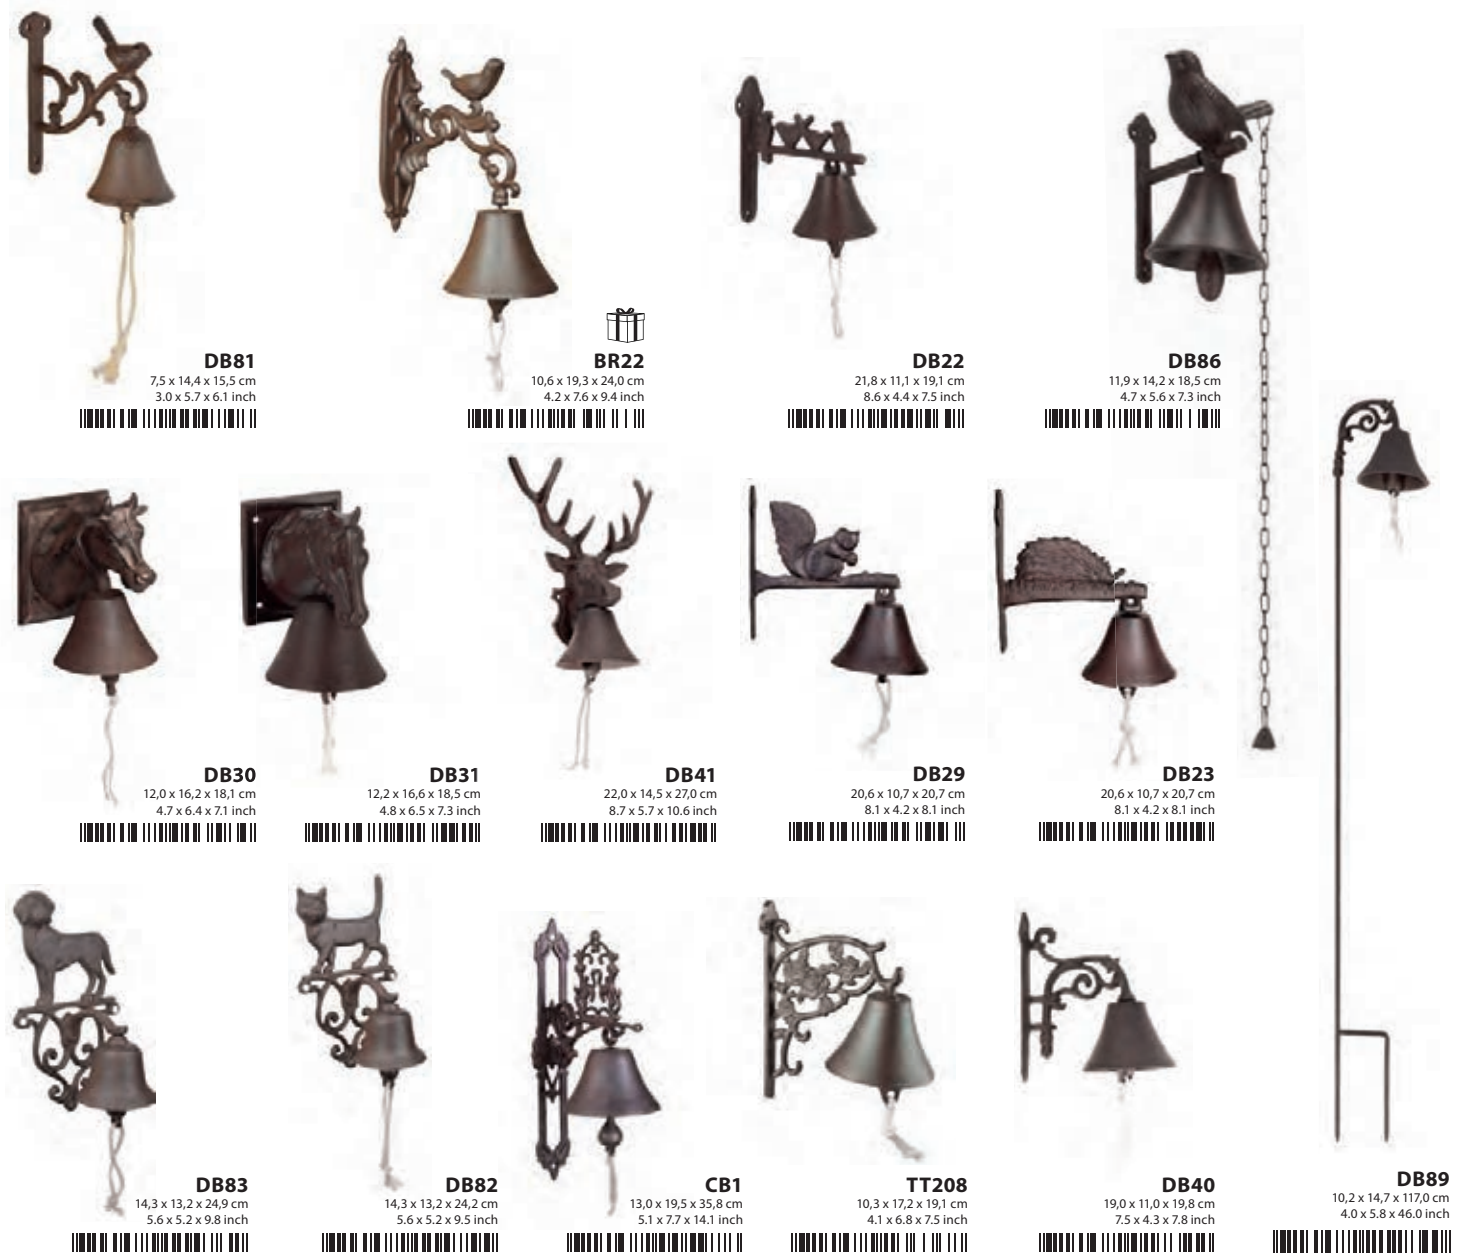 DB81
7,5 x 14,4 x 15,5 cm
3.0 x 5.7 x 6.1 inch
BR22
10,6 x 19,3 x 24,0 cm
4.2 x 7.6 x 9.4 inch
DB22
21,8 x 11,1 x 19,1 cm
8.6 x 4.4 x 7.5 inch
DB86
11,9 x 14,2 x 18,5 cm
4.7 x 5.6 x 7.3 inch
DB30
12,0 x 16,2 x 18,1 cm
4.7 x 6.4 x 7.1 inch
DB31
12,2 x 16,6 x 18,5 cm
4.8 x 6.5 x 7.3 inch
DB41
22,0 x 14,5 x 27,0 cm
8.7 x 5.7 x 10.6 inch
DB29
20,6 x 10,7 x 20,7 cm
8.1 x 4.2 x 8.1 inch
DB23
20,6 x 10,7 x 20,7 cm
8.1 x 4.2 x 8.1 inch
DB83
14,3 x 13,2 x 24,9 cm
5.6 x 5.2 x 9.8 inch
DB82
14,3 x 13,2 x 24,2 cm
5.6 x 5.2 x 9.5 inch
CB1
13,0 x 19,5 x 35,8 cm
5.1 x 7.7 x 14.1 inch
TT208
10,3 x 17,2 x 19,1 cm
4.1 x 6.8 x 7.5 inch
DB40
19,0 x 11,0 x 19,8 cm
7.5 x 4.3 x 7.8 inch
DB89
10,2 x 14,7 x 117,0 cm
4.0 x 5.8 x 46.0 inch